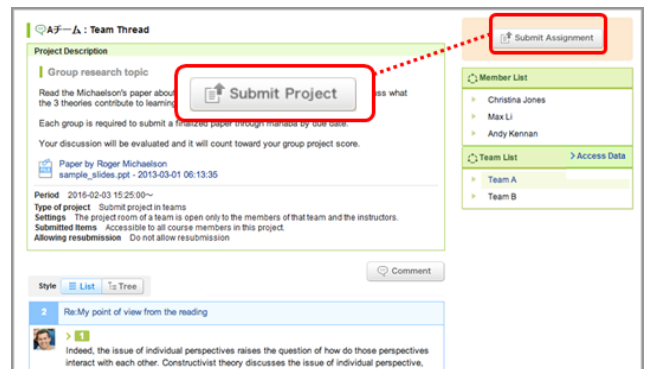 Aチーム : Team Thread
Submit Assignment
Project Description
Group research topic
Read the Michaelson's paper abou
ss what
the 3 theories contribute to learning
Submit Project
Each group is required to submit a finalized paper through manaba by due date.
Your discussion will be evaluated and it will count toward your group project score.
Paper by Roger Michaelson
sample_slides.ppt - 2013-03-01 06:13:35
Period 2016-02-03 15:25:00～
Type of project Submit project in teams
Settings The project room of a team is open only to the members of that team and the instructors.
Submitted Items Accessible to all course members in this project.
Allowing resubmission Do not allow resubmission
Member List
Christina Jones
Max Li
Andy Kennan
Team List >Access Data
Team A
Team B
Comment
Style List Tree
2 Re:My point of view from the reading
> 1
Indeed, the issue of individual perspectives raises the question of how do those perspectives
interact with each other. Constructivist theory discusses the issue of individual perspective,